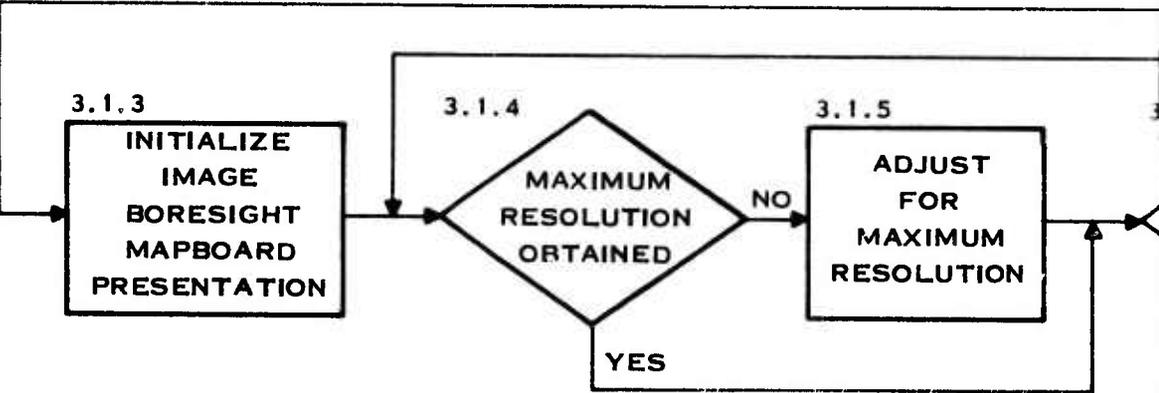 3.1.3
INITIALIZE
IMAGE
BORESIGHT
MAPBOARD
PRESENTATION
3.1.4
MAXIMUM
RESOLUTION
ORTAINED
NO
YES
3.1.5
ADJUST
FOR
MAXIMUM
RESOLUTION